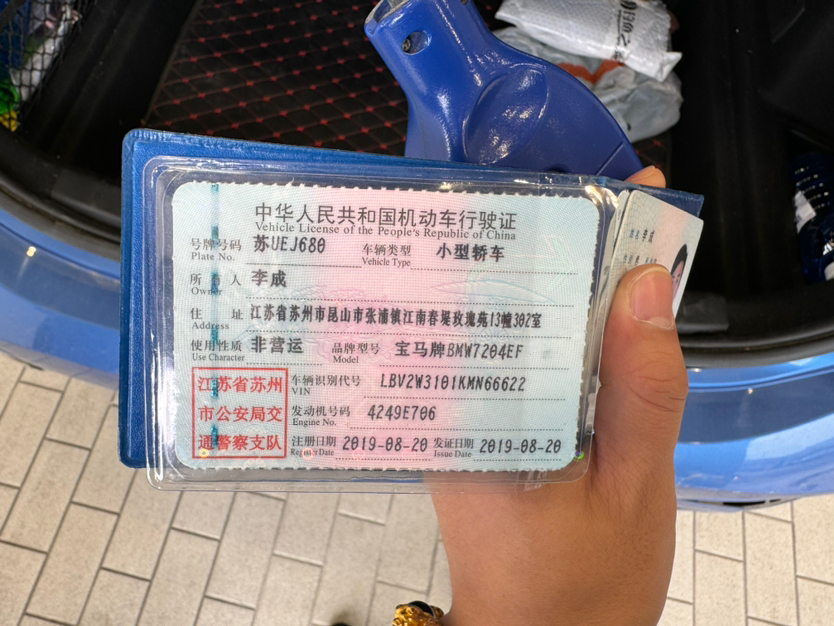 中华人民共和国机动车行驶证
Vehicle License of the People's Republic of China
号牌号码 苏UEJ680 车辆类型 小型轿车
Plate No. Vehicle Type
所有人 李成
Owner
住址 江苏省苏州市昆山市张浦镇江南春堤玫瑰苑13幢302室
Address
使用性质 非营运 品牌型号 宝马牌BMW7204EF
Use Character Model
江苏省苏州
市公安局交
通警察支队
车辆识别代号 LBV2W3101KMN66622
VIN
发动机号码 4249E706
Engine No.
注册日期 2019-08-20 发证日期 2019-08-20
Register Date Issue Date
李成